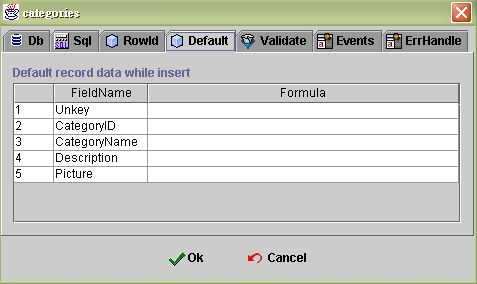 categories
Db Sql RowId Default Validate Events ErrHandle
Default record data while insert
FieldName Formula
1 Unkey
2 CategoryID
3 CategoryName
4 Description
5 Picture
Ok Cancel